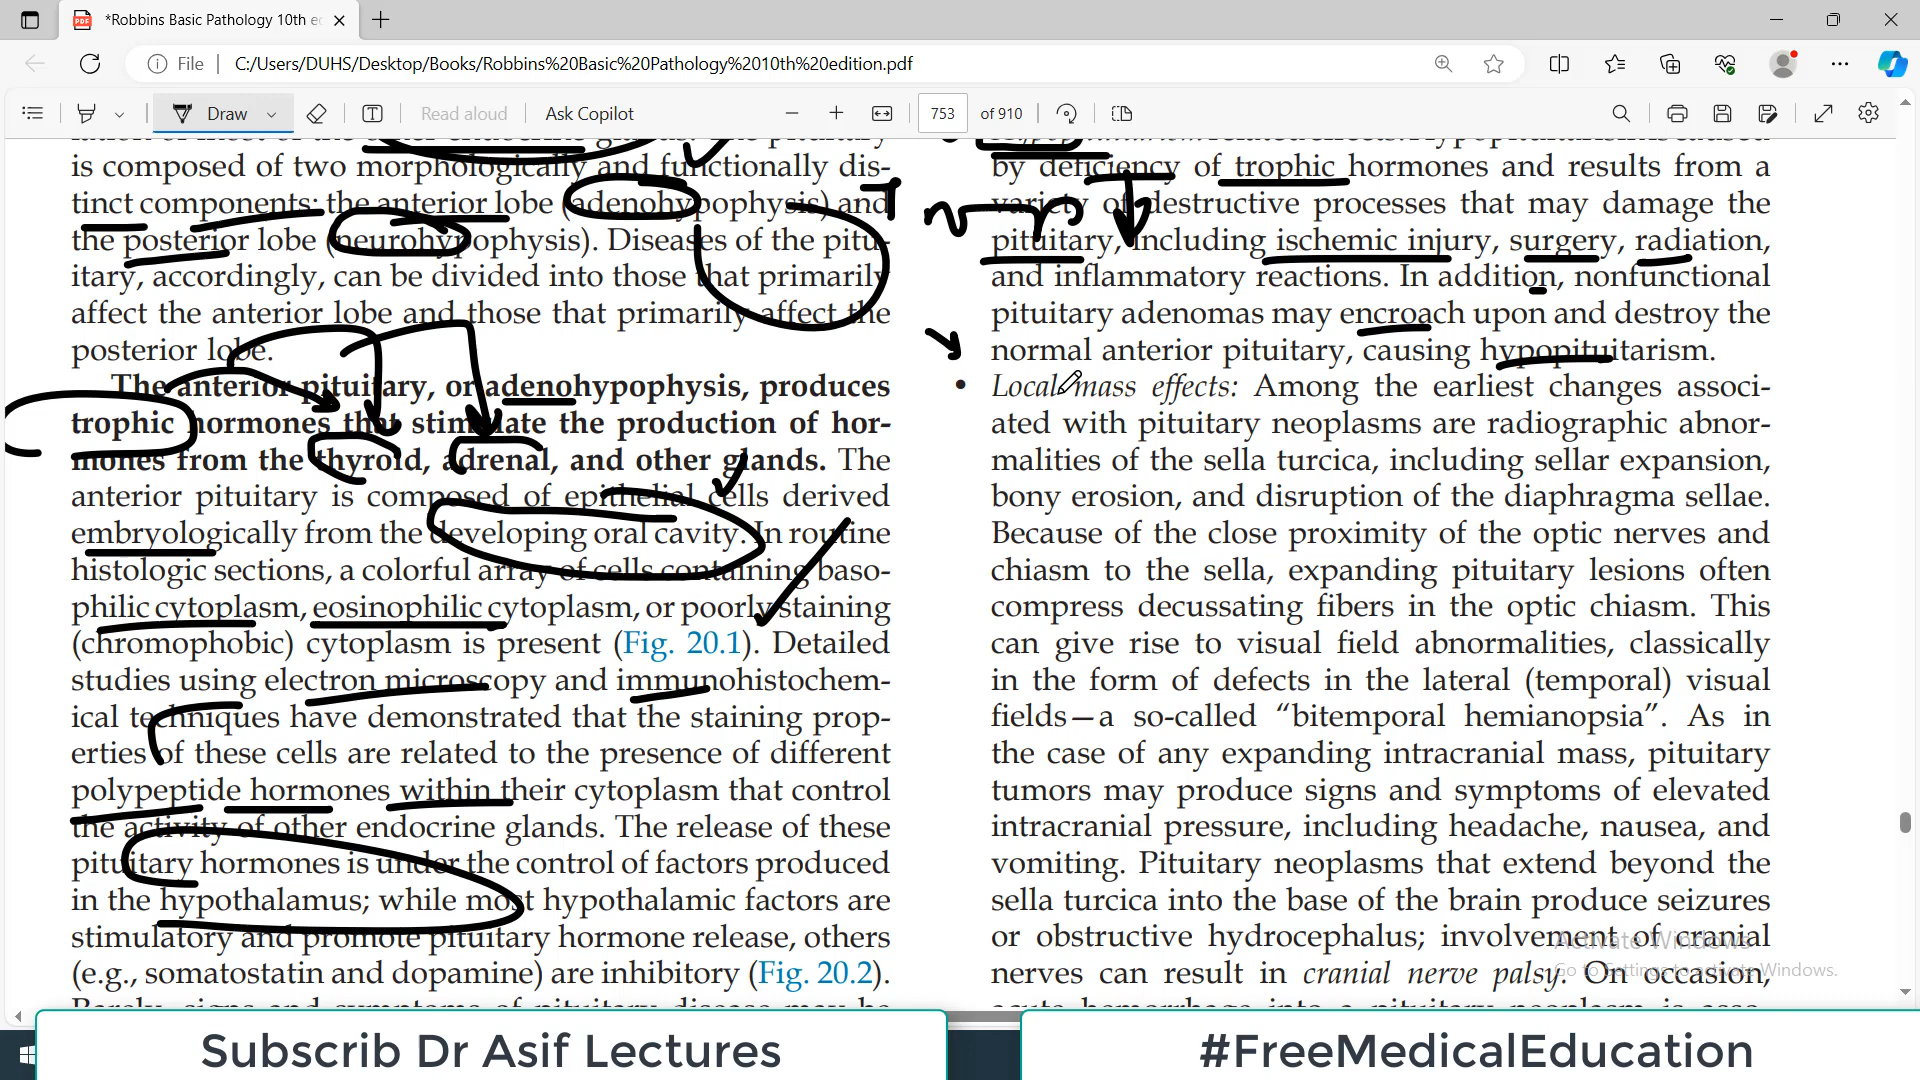 *Robbins Basic Pathology 10th e
File
C:/Users/DUHS/Desktop/Books/Robbins%20Basic%20Pathology%2010th%20edition.pdf
Draw
Read aloud
Ask Copilot
753
of 910
is composed of two morphologically and functionally dis-
tinct components: the anterior lobe (adenohypophysis) and
the posterior lobe (neurohypophysis). Diseases of the pitu-
itary, accordingly, can be divided into those that primarily
affect the anterior lobe and those that primarily affect the
posterior lobe.
The anterior pituitary, or adenohypophysis, produces
trophic hormones that stimulate the production of hor-
mones from the thyroid, adrenal, and other glands. The
anterior pituitary is composed of epithelial cells derived
embryologically from the developing oral cavity. In routine
histologic sections, a colorful array of cells containing baso-
philic cytoplasm, eosinophilic cytoplasm, or poorly staining
(chromophobic) cytoplasm is present (Fig. 20.1). Detailed
studies using electron microscopy and immunohistochem-
ical techniques have demonstrated that the staining prop-
erties of these cells are related to the presence of different
polypeptide hormones within their cytoplasm that control
the activity of other endocrine glands. The release of these
pituitary hormones is under the control of factors produced
in the hypothalamus; while most hypothalamic factors are
stimulatory and promote pituitary hormone release, others
(e.g., somatostatin and dopamine) are inhibitory (Fig. 20.2).
by deficiency of trophic hormones and results from a
variety of destructive processes that may damage the
pituitary, including ischemic injury, surgery, radiation,
and inflammatory reactions. In addition, nonfunctional
pituitary adenomas may encroach upon and destroy the
normal anterior pituitary, causing hypopituitarism.
• Local mass effects: Among the earliest changes associ-
ated with pituitary neoplasms are radiographic abnor-
malities of the sella turcica, including sellar expansion,
bony erosion, and disruption of the diaphragma sellae.
Because of the close proximity of the optic nerves and
chiasm to the sella, expanding pituitary lesions often
compress decussating fibers in the optic chiasm. This
can give rise to visual field abnormalities, classically
in the form of defects in the lateral (temporal) visual
fields—a so-called “bitemporal hemianopsia”. As in
the case of any expanding intracranial mass, pituitary
tumors may produce signs and symptoms of elevated
intracranial pressure, including headache, nausea, and
vomiting. Pituitary neoplasms that extend beyond the
sella turcica into the base of the brain produce seizures
or obstructive hydrocephalus; involvement of cranial
nerves can result in cranial nerve palsy. On occasion,
Activate Windows
Go to Settings to activate Windows.
Subscrib Dr Asif Lectures
#FreeMedicalEducation